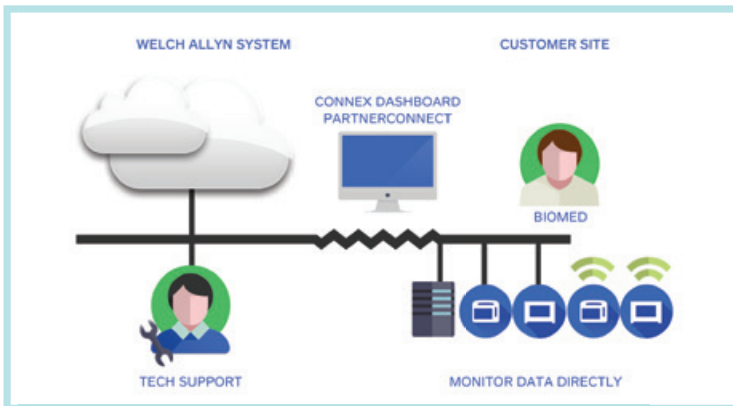 WELCH ALLYN SYSTEM
CUSTOMER SITE
CONNEX DASHBOARD
PARTNERCONNECT
BIOMED
TECH SUPPORT
MONITOR DATA DIRECTLY